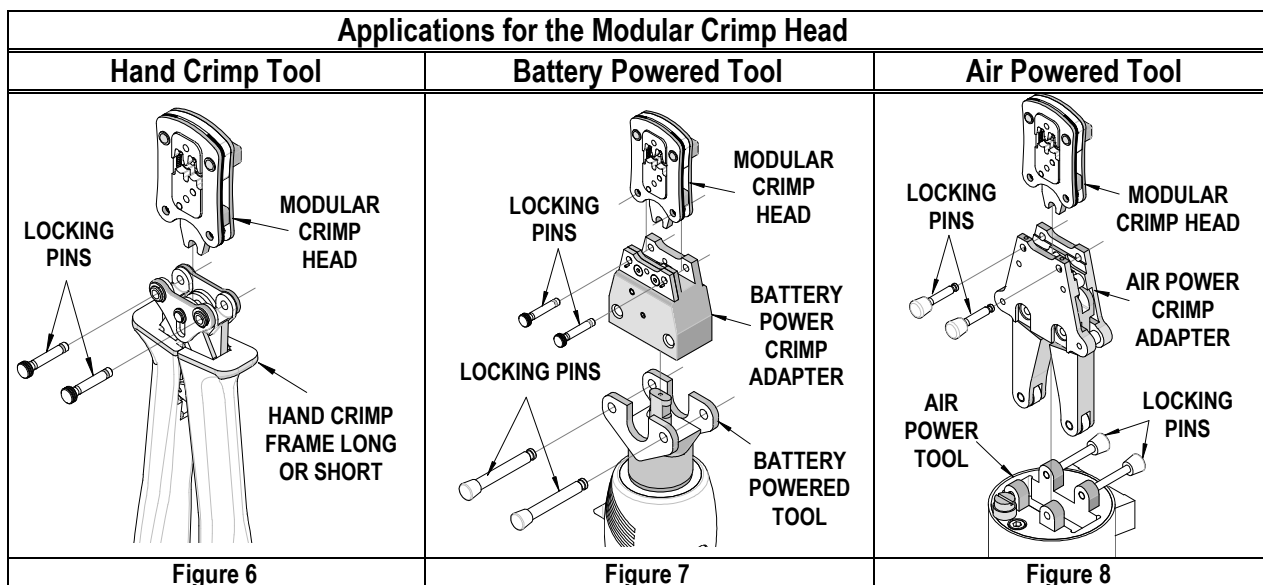 Applications for the Modular Crimp Head
Hand Crimp Tool
Battery Powered Tool
Air Powered Tool
LOCKING
PINS
MODULAR
CRIMP
HEAD
HAND CRIMP
FRAME LONG
OR SHORT
LOCKING
PINS
MODULAR
CRIMP
HEAD
BATTERY
POWER
CRIMP
ADAPTER
LOCKING PINS
BATTERY
POWERED
TOOL
LOCKING
PINS
MODULAR
CRIMP HEAD
AIR POWER
CRIMP
ADAPTER
AIR
POWER
TOOL
LOCKING
PINS
Figure 6
Figure 7
Figure 8